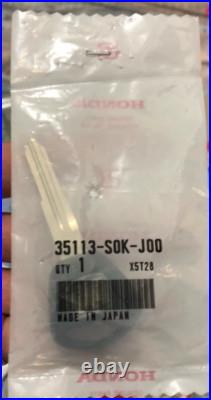 HONDA
35113-S0K-J00
QTY 1 X5T28
MADE IN JAPAN
HONDA